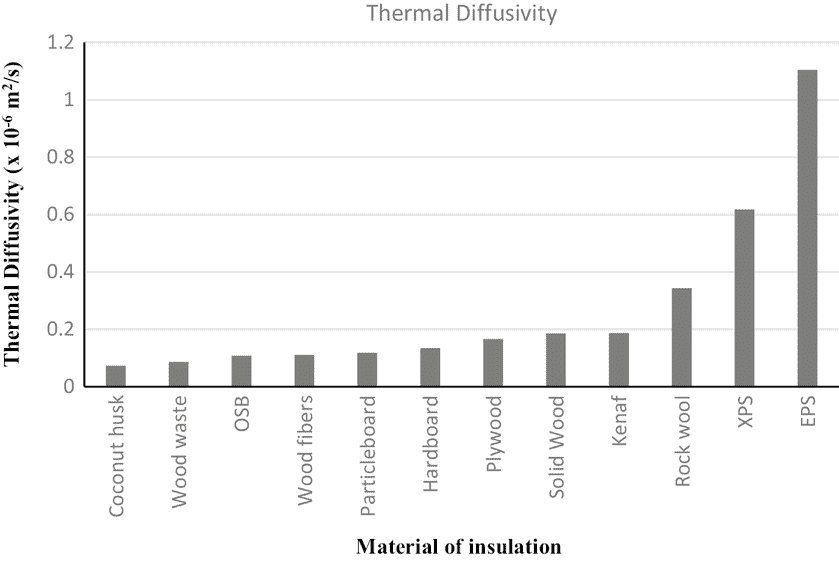 Thermal Diffusivity
Thermal Diffusivity (x 10⁻⁶ m²/s)
1.2
1
0.8
0.6
0.4
0.2
0
Coconut husk
Wood waste
OSB
Wood fibers
Particleboard
Hardboard
Plywood
Solid Wood
Kenaf
Rock wool
XPS
EPS
Material of insulation